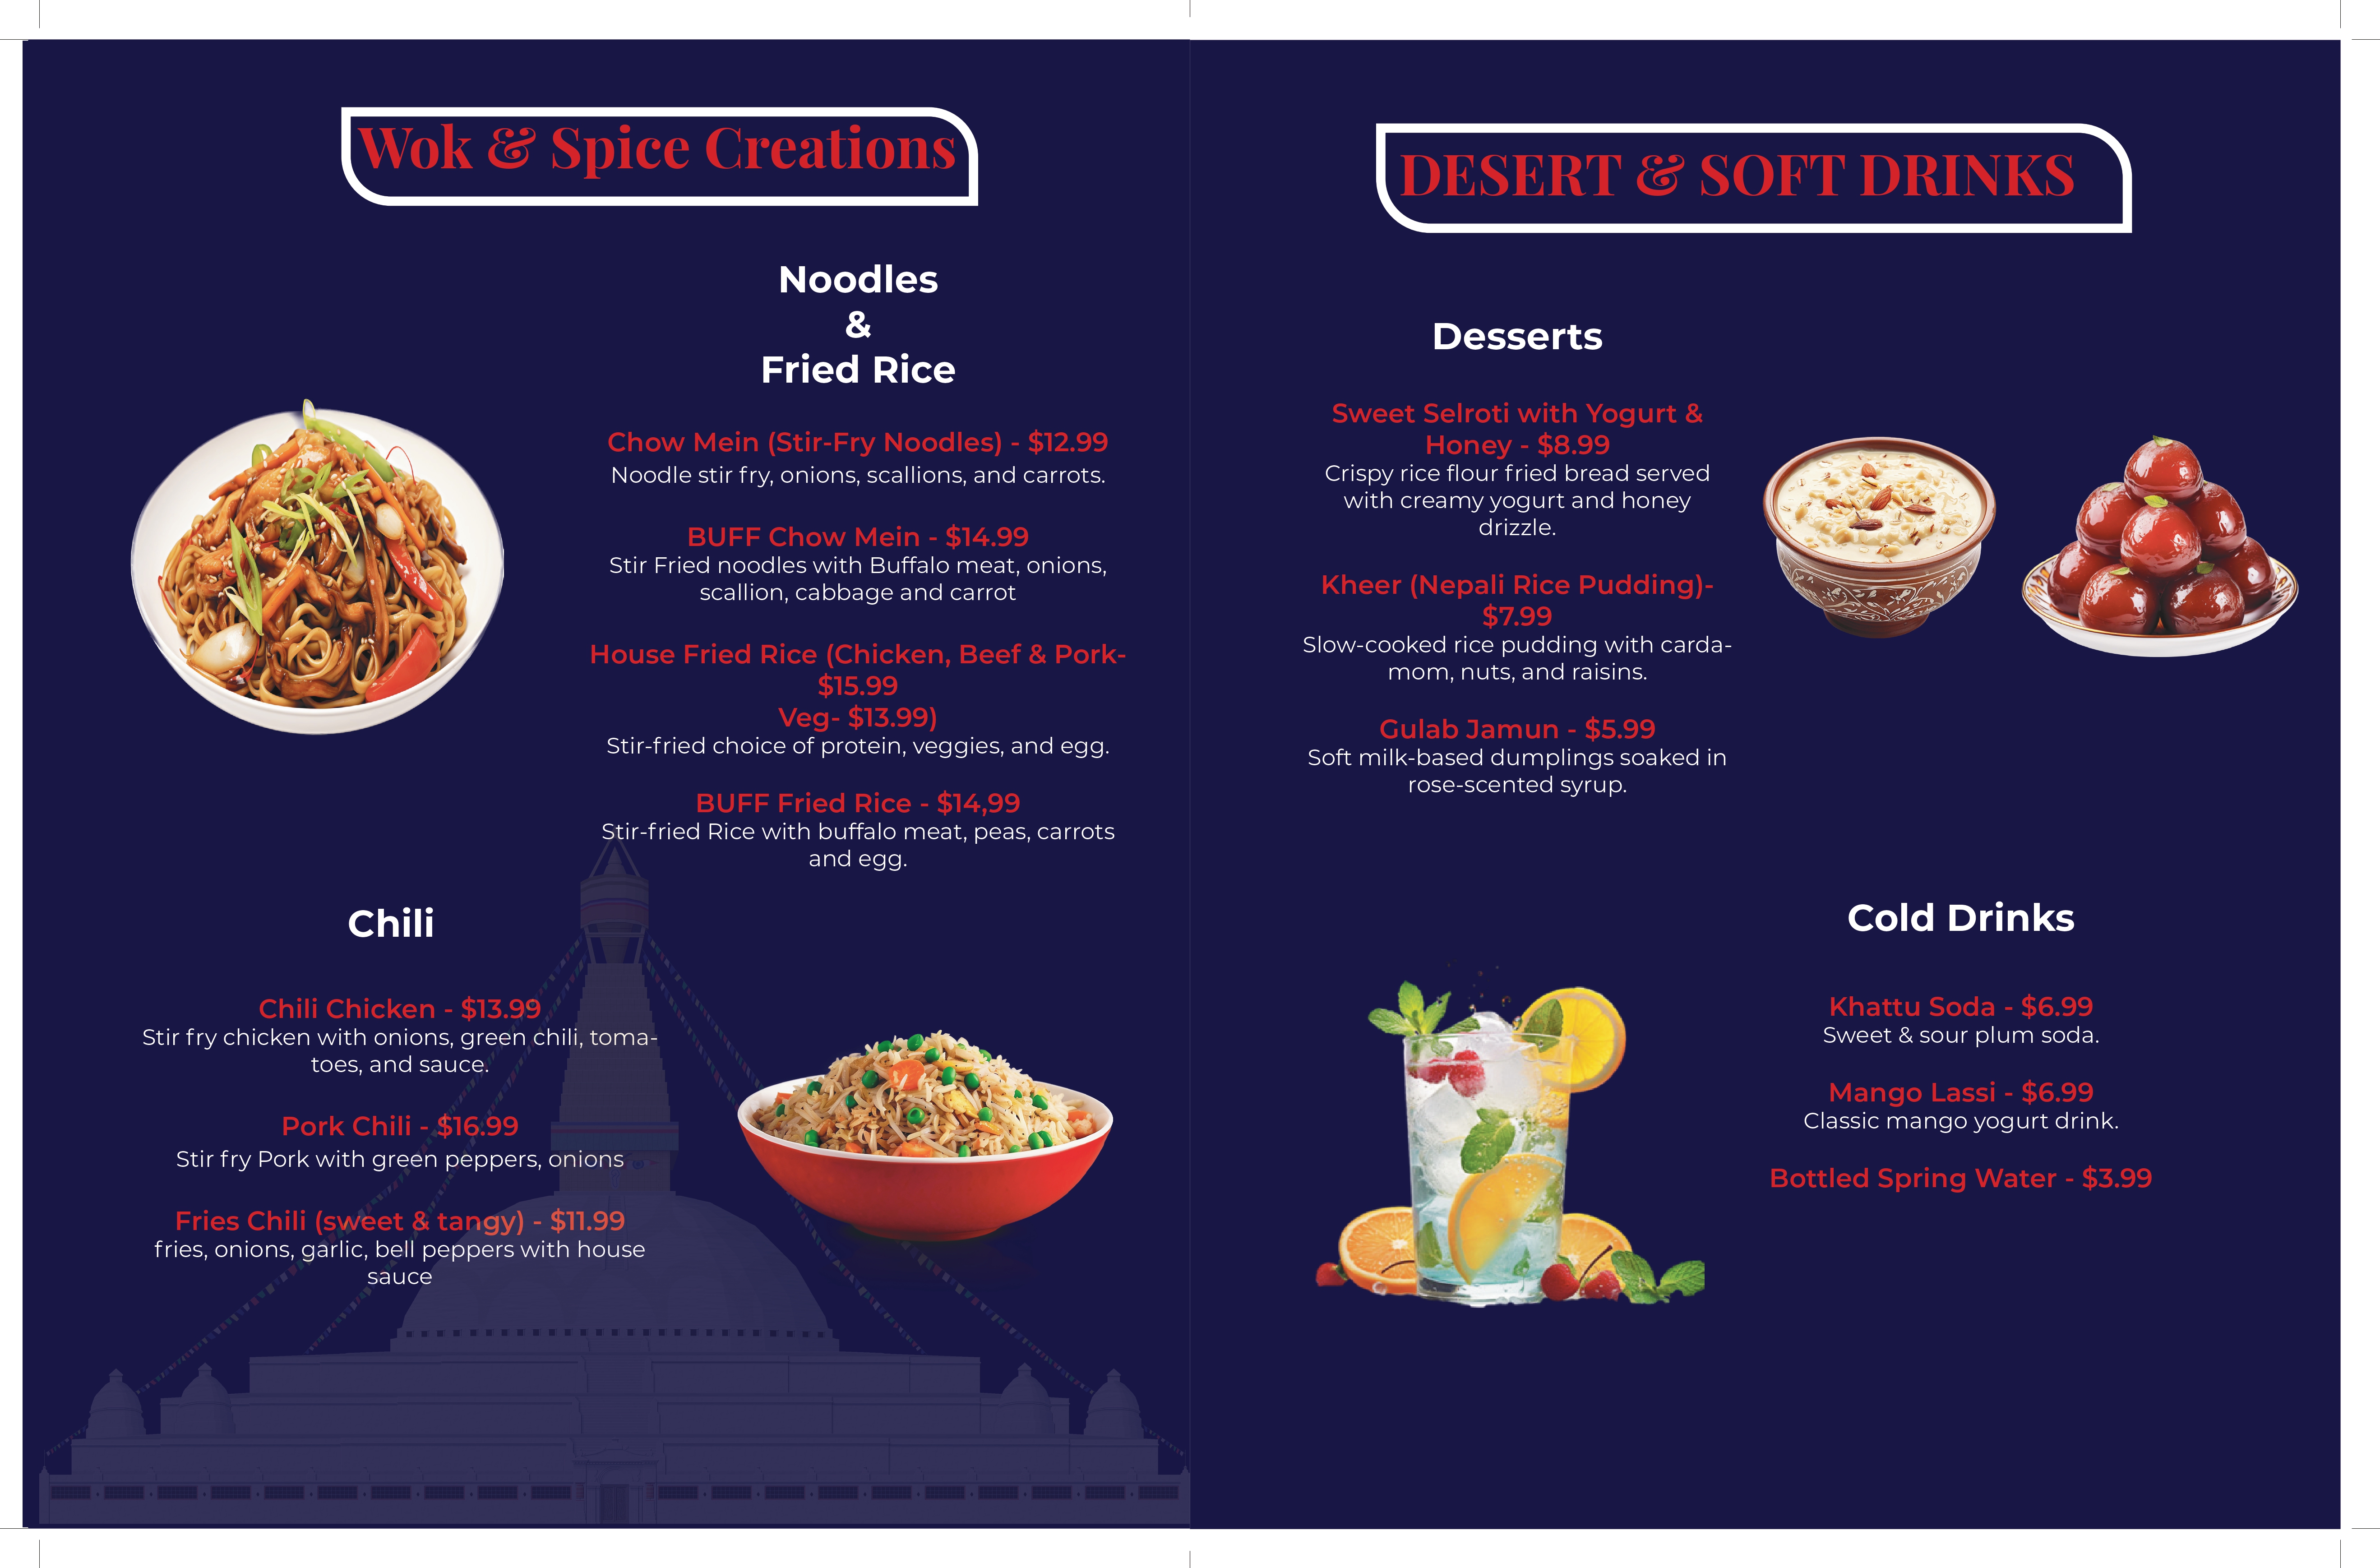 Wok & Spice Creations
Noodles
&
Fried Rice
Chow Mein (Stir-Fry Noodles) - $12.99
Noodle stir fry, onions, scallions, and carrots.
BUFF Chow Mein - $14.99
Stir Fried noodles with Buffalo meat, onions,
scallion, cabbage and carrot
House Fried Rice (Chicken, Beef & Pork-
$15.99
Veg- $13.99)
Stir-fried choice of protein, veggies, and egg.
BUFF Fried Rice - $14,99
Stir-fried Rice with buffalo meat, peas, carrots
and egg.
Chili
Chili Chicken - $13.99
Stir fry chicken with onions, green chili, toma-
toes, and sauce.
Pork Chili - $16.99
Stir fry Pork with green peppers, onions
Fries Chili (sweet & tangy) - $11.99
fries, onions, garlic, bell peppers with house
sauce
DESERT & SOFT DRINKS
Desserts
Sweet Selroti with Yogurt &
Honey - $8.99
Crispy rice flour fried bread served
with creamy yogurt and honey
drizzle.
Kheer (Nepali Rice Pudding)-
$7.99
Slow-cooked rice pudding with carda-
mom, nuts, and raisins.
Gulab Jamun - $5.99
Soft milk-based dumplings soaked in
rose-scented syrup.
Cold Drinks
Khattu Soda - $6.99
Sweet & sour plum soda.
Mango Lassi - $6.99
Classic mango yogurt drink.
Bottled Spring Water - $3.99